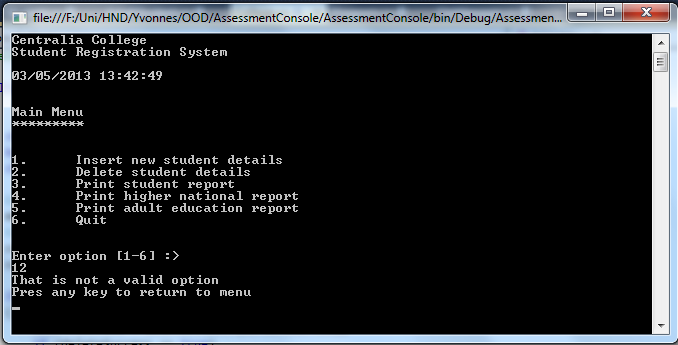 file:///F:/Uni/HND/Yvonnes/OOD/AssessmentConsole/AssessmentConsole/bin/Debug/Assessmen...
Centralia College
Student Registration System
03/05/2013 13:42:49
Main Menu
*********
1. Insert new student details
2. Delete student details
3. Print student report
4. Print higher national report
5. Print adult education report
6. Quit
Enter option [1-6] :>
12
That is not a valid option
Pres any key to return to menu